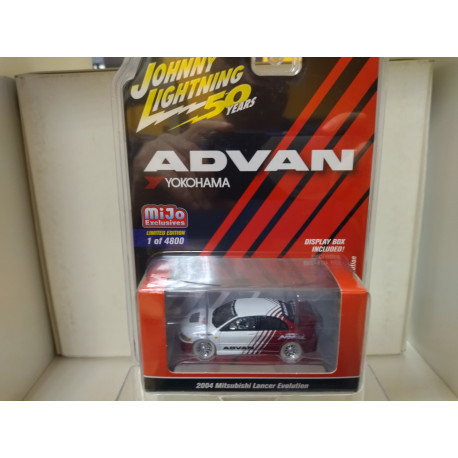 JOHNNY
LIGHTNING
50
YEARS
ADVAN
YOKOHAMA
MiJo
Exclusives
LIMITED EDITION
1 of 4800
DISPLAY BOX
INCLUDED!
ADVAN
2004 Mitsubishi Lancer Evolution